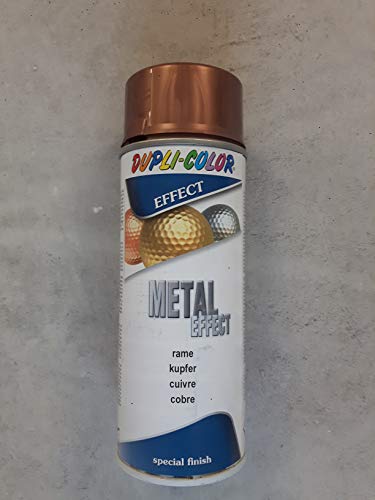 DUPLI-COLOR
EFFECT
METAL
EFFECT
rame
kupfer
cuivre
cobre
special finish